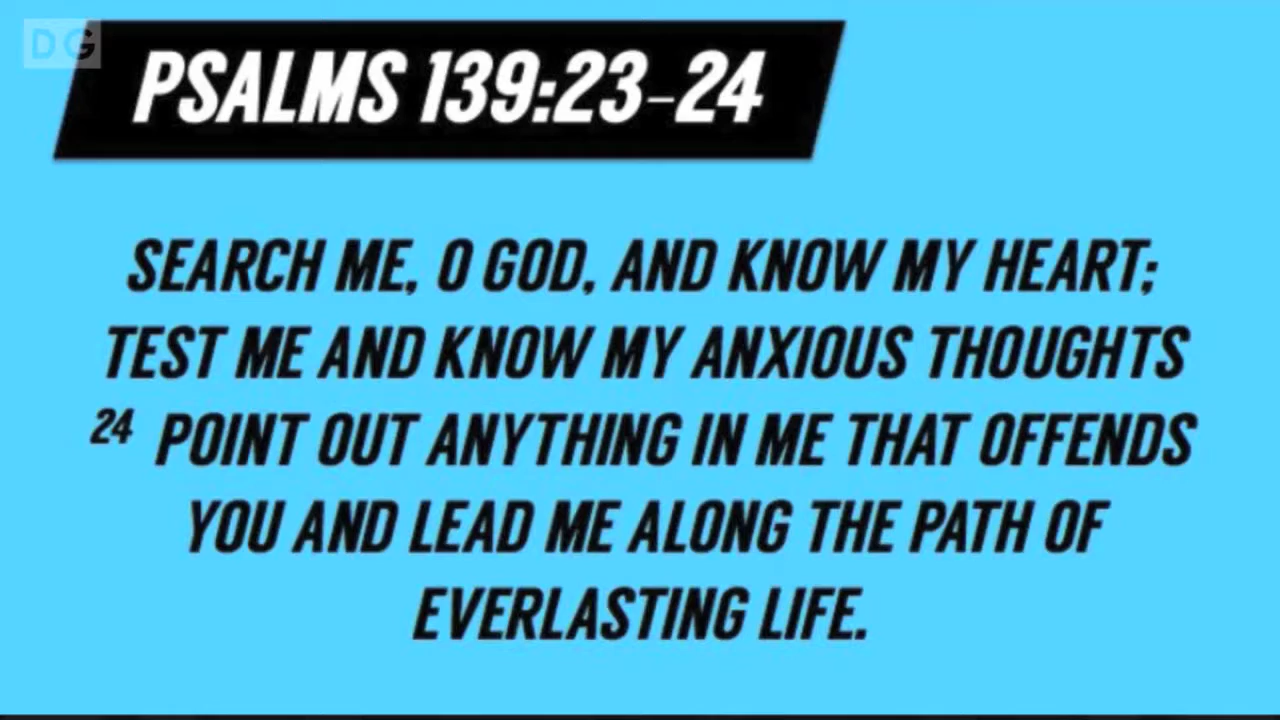 DG
PSALMS 139:23-24
SEARCH ME, O GOD, AND KNOW MY HEART;
TEST ME AND KNOW MY ANXIOUS THOUGHTS
24 POINT OUT ANYTHING IN ME THAT OFFENDS
YOU AND LEAD ME ALONG THE PATH OF
EVERLASTING LIFE.